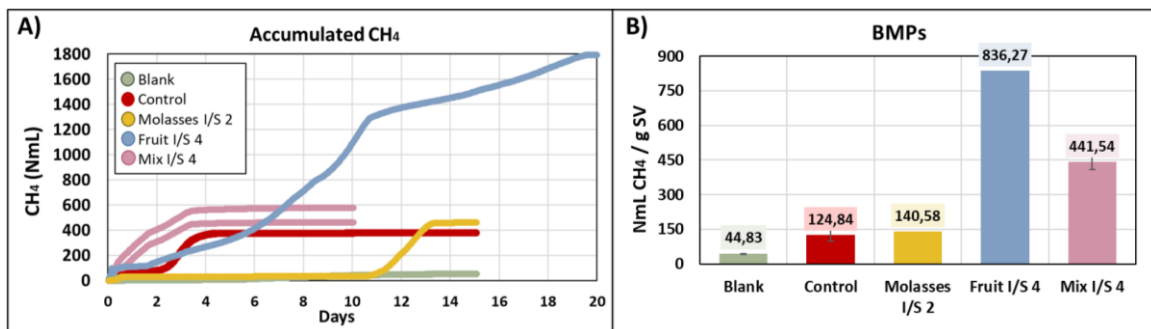 A)
Accumulated CH₄
CH₄ (NmL)
1800
1600
1400
1200
1000
800
600
400
200
0
Blank
Control
Molasses I/S 2
Fruit I/S 4
Mix I/S 4
0 2 4 6 8 10 12 14 16 18 20
Days
B)
BMPs
NmL CH₄ / g SV
900
750
600
450
300
150
0
44,83
124,84
140,58
836,27
441,54
Blank
Control
Molasses
I/S 2
Fruit I/S 4
Mix I/S 4